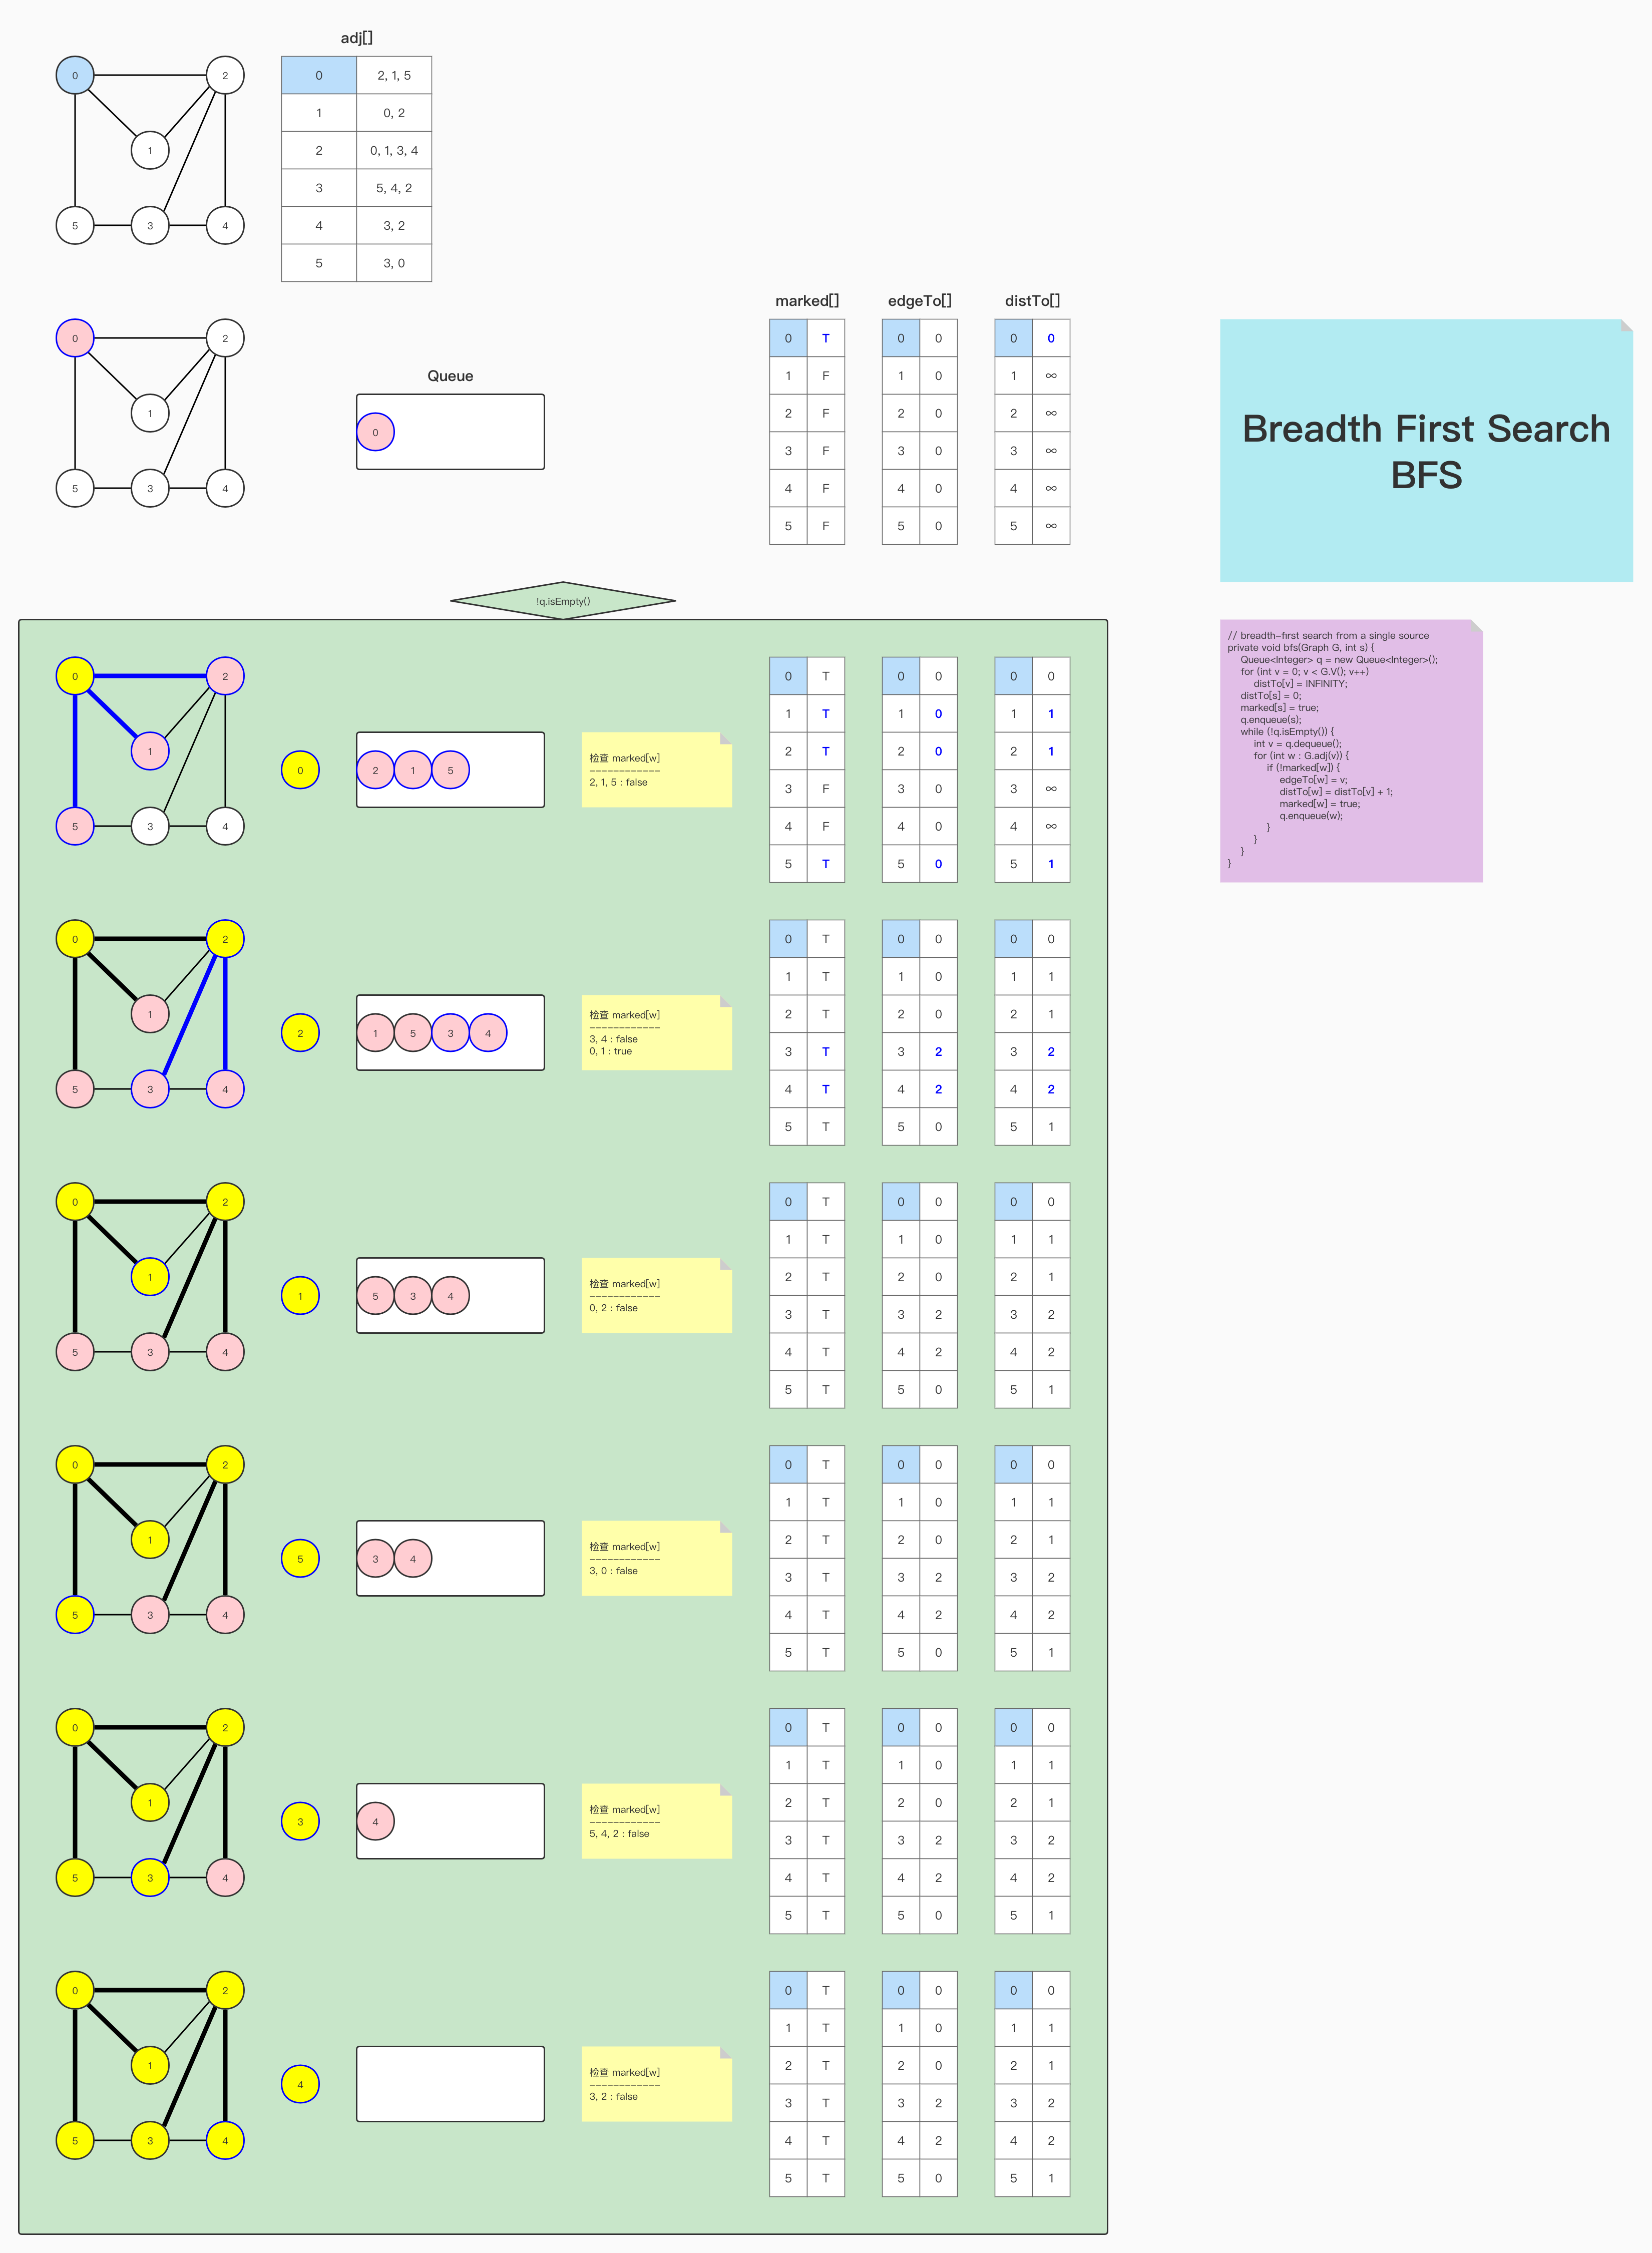 adj[]
0
2
1
5
3
4
0 2, 1, 5
1 0, 2
2 0, 1, 3, 4
3 5, 4, 2
4 3, 2
5 3, 0
0
2
1
5
3
4
Queue
0
marked[]
0 T
1 F
2 F
3 F
4 F
5 F
edgeTo[]
0 0
1 0
2 0
3 0
4 0
5 0
distTo[]
0 0
1 ∞
2 ∞
3 ∞
4 ∞
5 ∞
Breadth First Search
BFS
!q.isEmpty()
// breadth-first search from a single source
private void bfs(Graph G, int s) {
Queue<Integer> q = new Queue<Integer>();
for (int v = 0; v < G.V(); v++)
distTo[v] = INFINITY;
distTo[s] = 0;
marked[s] = true;
q.enqueue(s);
while (!q.isEmpty()) {
int v = q.dequeue();
for (int w : G.adj(v)) {
if (!marked[w]) {
edgeTo[w] = v;
distTo[w] = distTo[v] + 1;
marked[w] = true;
q.enqueue(w);
}
}
}
}
0
2
1
5
3
4
0
2 1 5
检查 marked[w]
------------
2, 1, 5 : false
0 T
1 T
2 T
3 F
4 F
5 T
0 0
1 0
2 0
3 0
4 0
5 0
0 0
1 1
2 1
3 ∞
4 ∞
5 1
0
2
1
5
3
4
2
1 5 3 4
检查 marked[w]
------------
3, 4 : false
0, 1 : true
0 T
1 T
2 T
3 T
4 T
5 T
0 0
1 0
2 0
3 2
4 2
5 0
0 0
1 1
2 1
3 2
4 2
5 1
0
2
1
5
3
4
1
5 3 4
检查 marked[w]
------------
0, 2 : false
0 T
1 T
2 T
3 T
4 T
5 T
0 0
1 0
2 0
3 2
4 2
5 0
0 0
1 1
2 1
3 2
4 2
5 1
0
2
1
5
3
4
5
3 4
检查 marked[w]
------------
3, 0 : false
0 T
1 T
2 T
3 T
4 T
5 T
0 0
1 0
2 0
3 2
4 2
5 0
0 0
1 1
2 1
3 2
4 2
5 1
0
2
1
5
3
4
3
4
检查 marked[w]
------------
5, 4, 2 : false
0 T
1 T
2 T
3 T
4 T
5 T
0 0
1 0
2 0
3 2
4 2
5 0
0 0
1 1
2 1
3 2
4 2
5 1
0
2
1
5
3
4
4
检查 marked[w]
------------
3, 2 : false
0 T
1 T
2 T
3 T
4 T
5 T
0 0
1 0
2 0
3 2
4 2
5 0
0 0
1 1
2 1
3 2
4 2
5 1